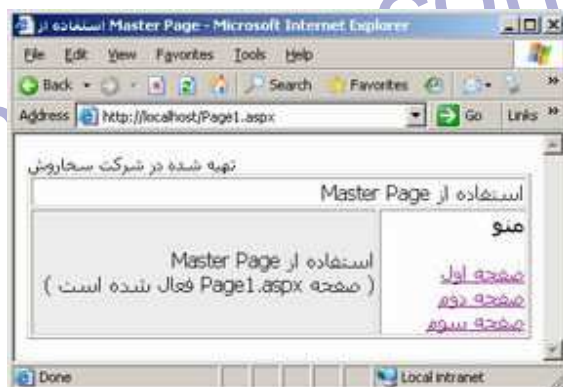 استفاده از Master Page - Microsoft Internet Explorer
File Edit View Favorites Tools Help
Back Search Favorites
Address http://localhost/Page1.aspx Go Links
تهیه شده در شرکت سخاروش
استفاده از Master Page
منو
صفحه اول
صفحه دوم
صفحه سوم
استفاده از Master Page
( صفحه Page1.aspx فعال شده است )
Done Local intranet